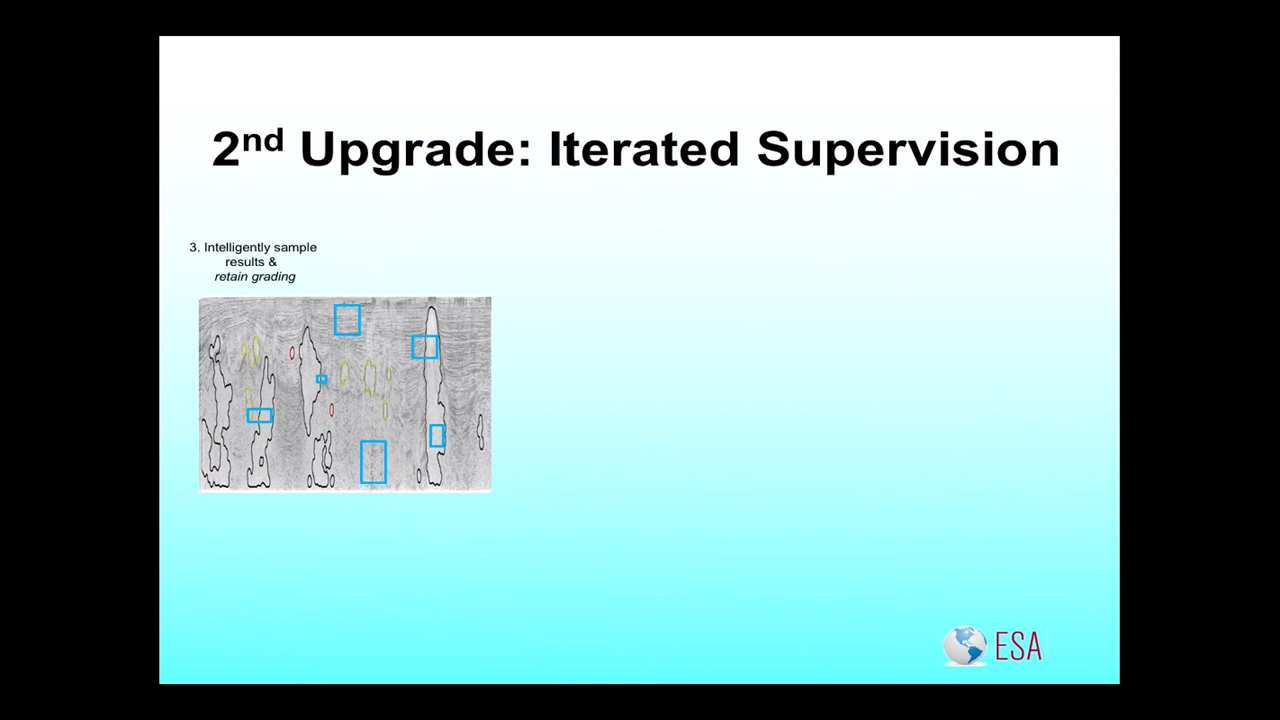 2nd Upgrade: Iterated Supervision
3. Intelligently sample
results &
retain grading
ESA